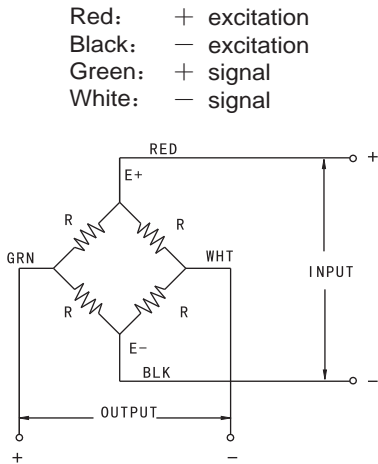 Red: + excitation
Black: − excitation
Green: + signal
White: − signal
RED
+
E+
R R
GRN WHT
INPUT
R R
E−
BLK −
OUTPUT
+ −